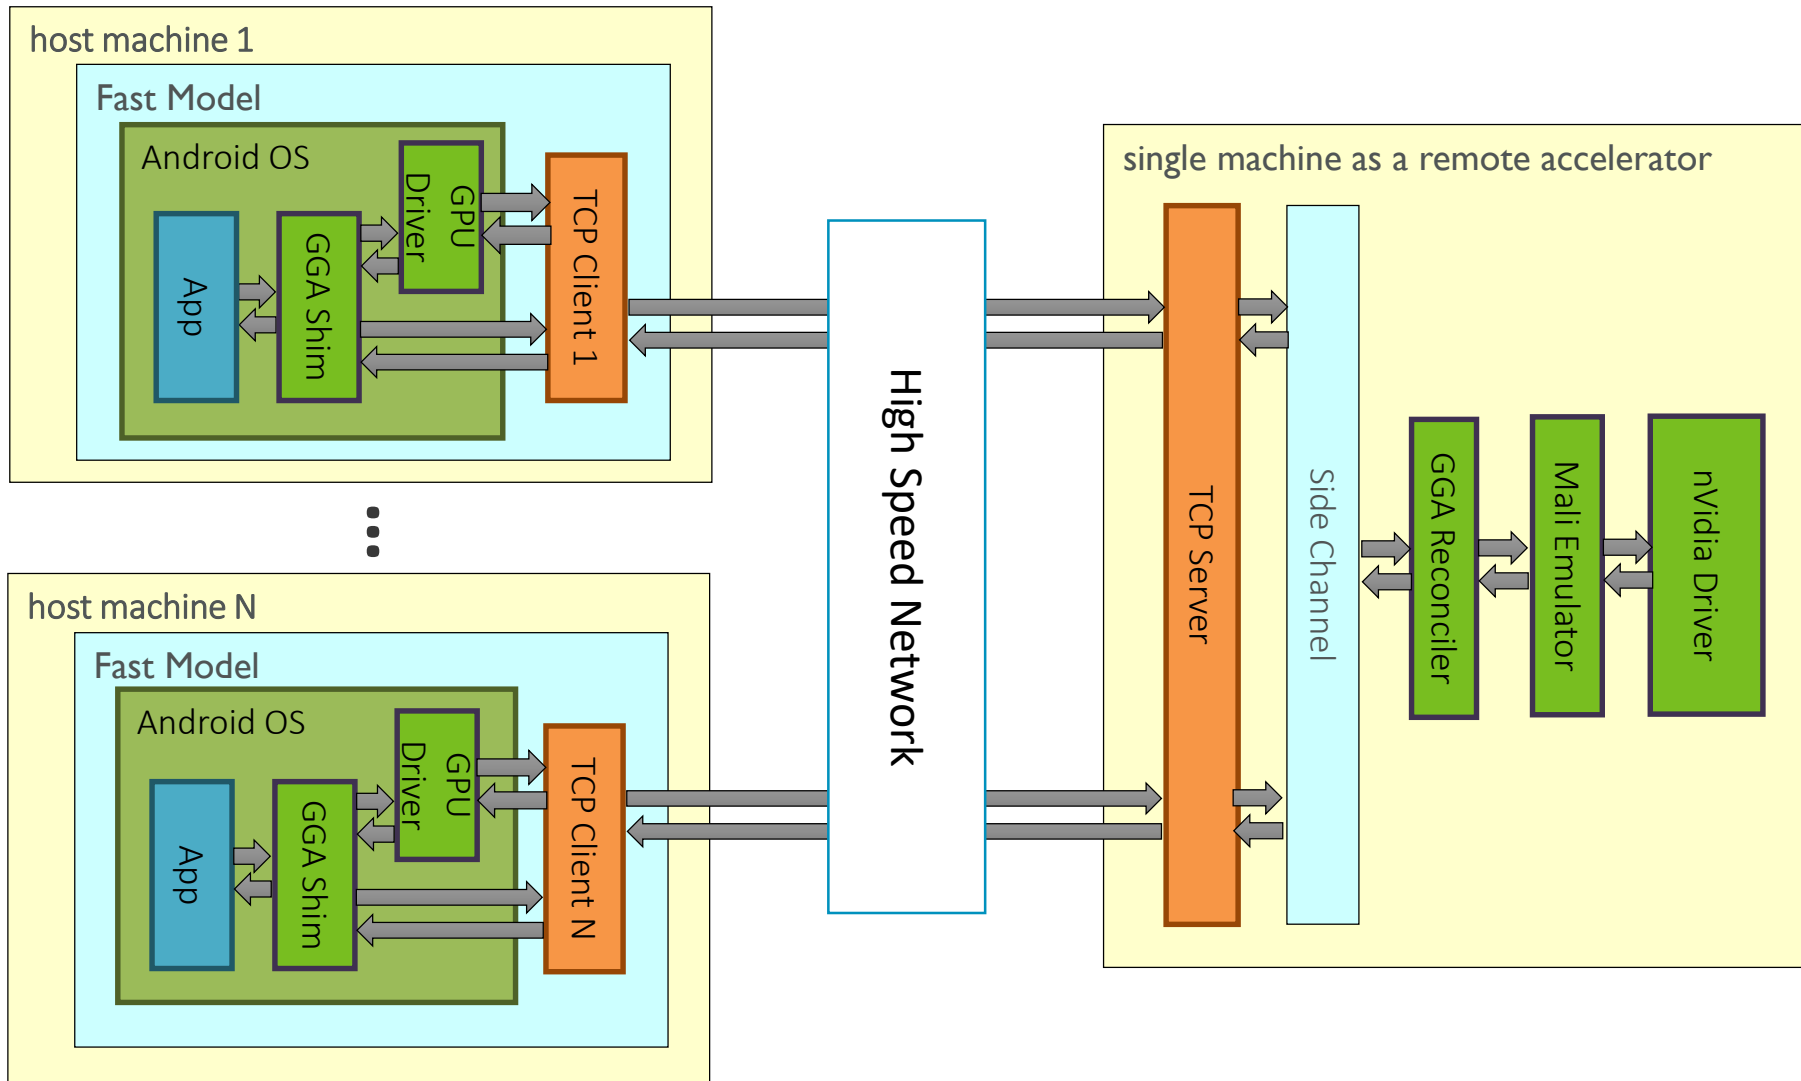 host machine 1
Fast Model
Android OS
App
GGA Shim
GPU
Driver
TCP Client 1
host machine N
Fast Model
Android OS
App
GGA Shim
GPU
Driver
TCP Client N
High Speed Network
single machine as a remote accelerator
TCP Server
Side Channel
GGA Reconciler
Mali Emulator
nVidia Driver